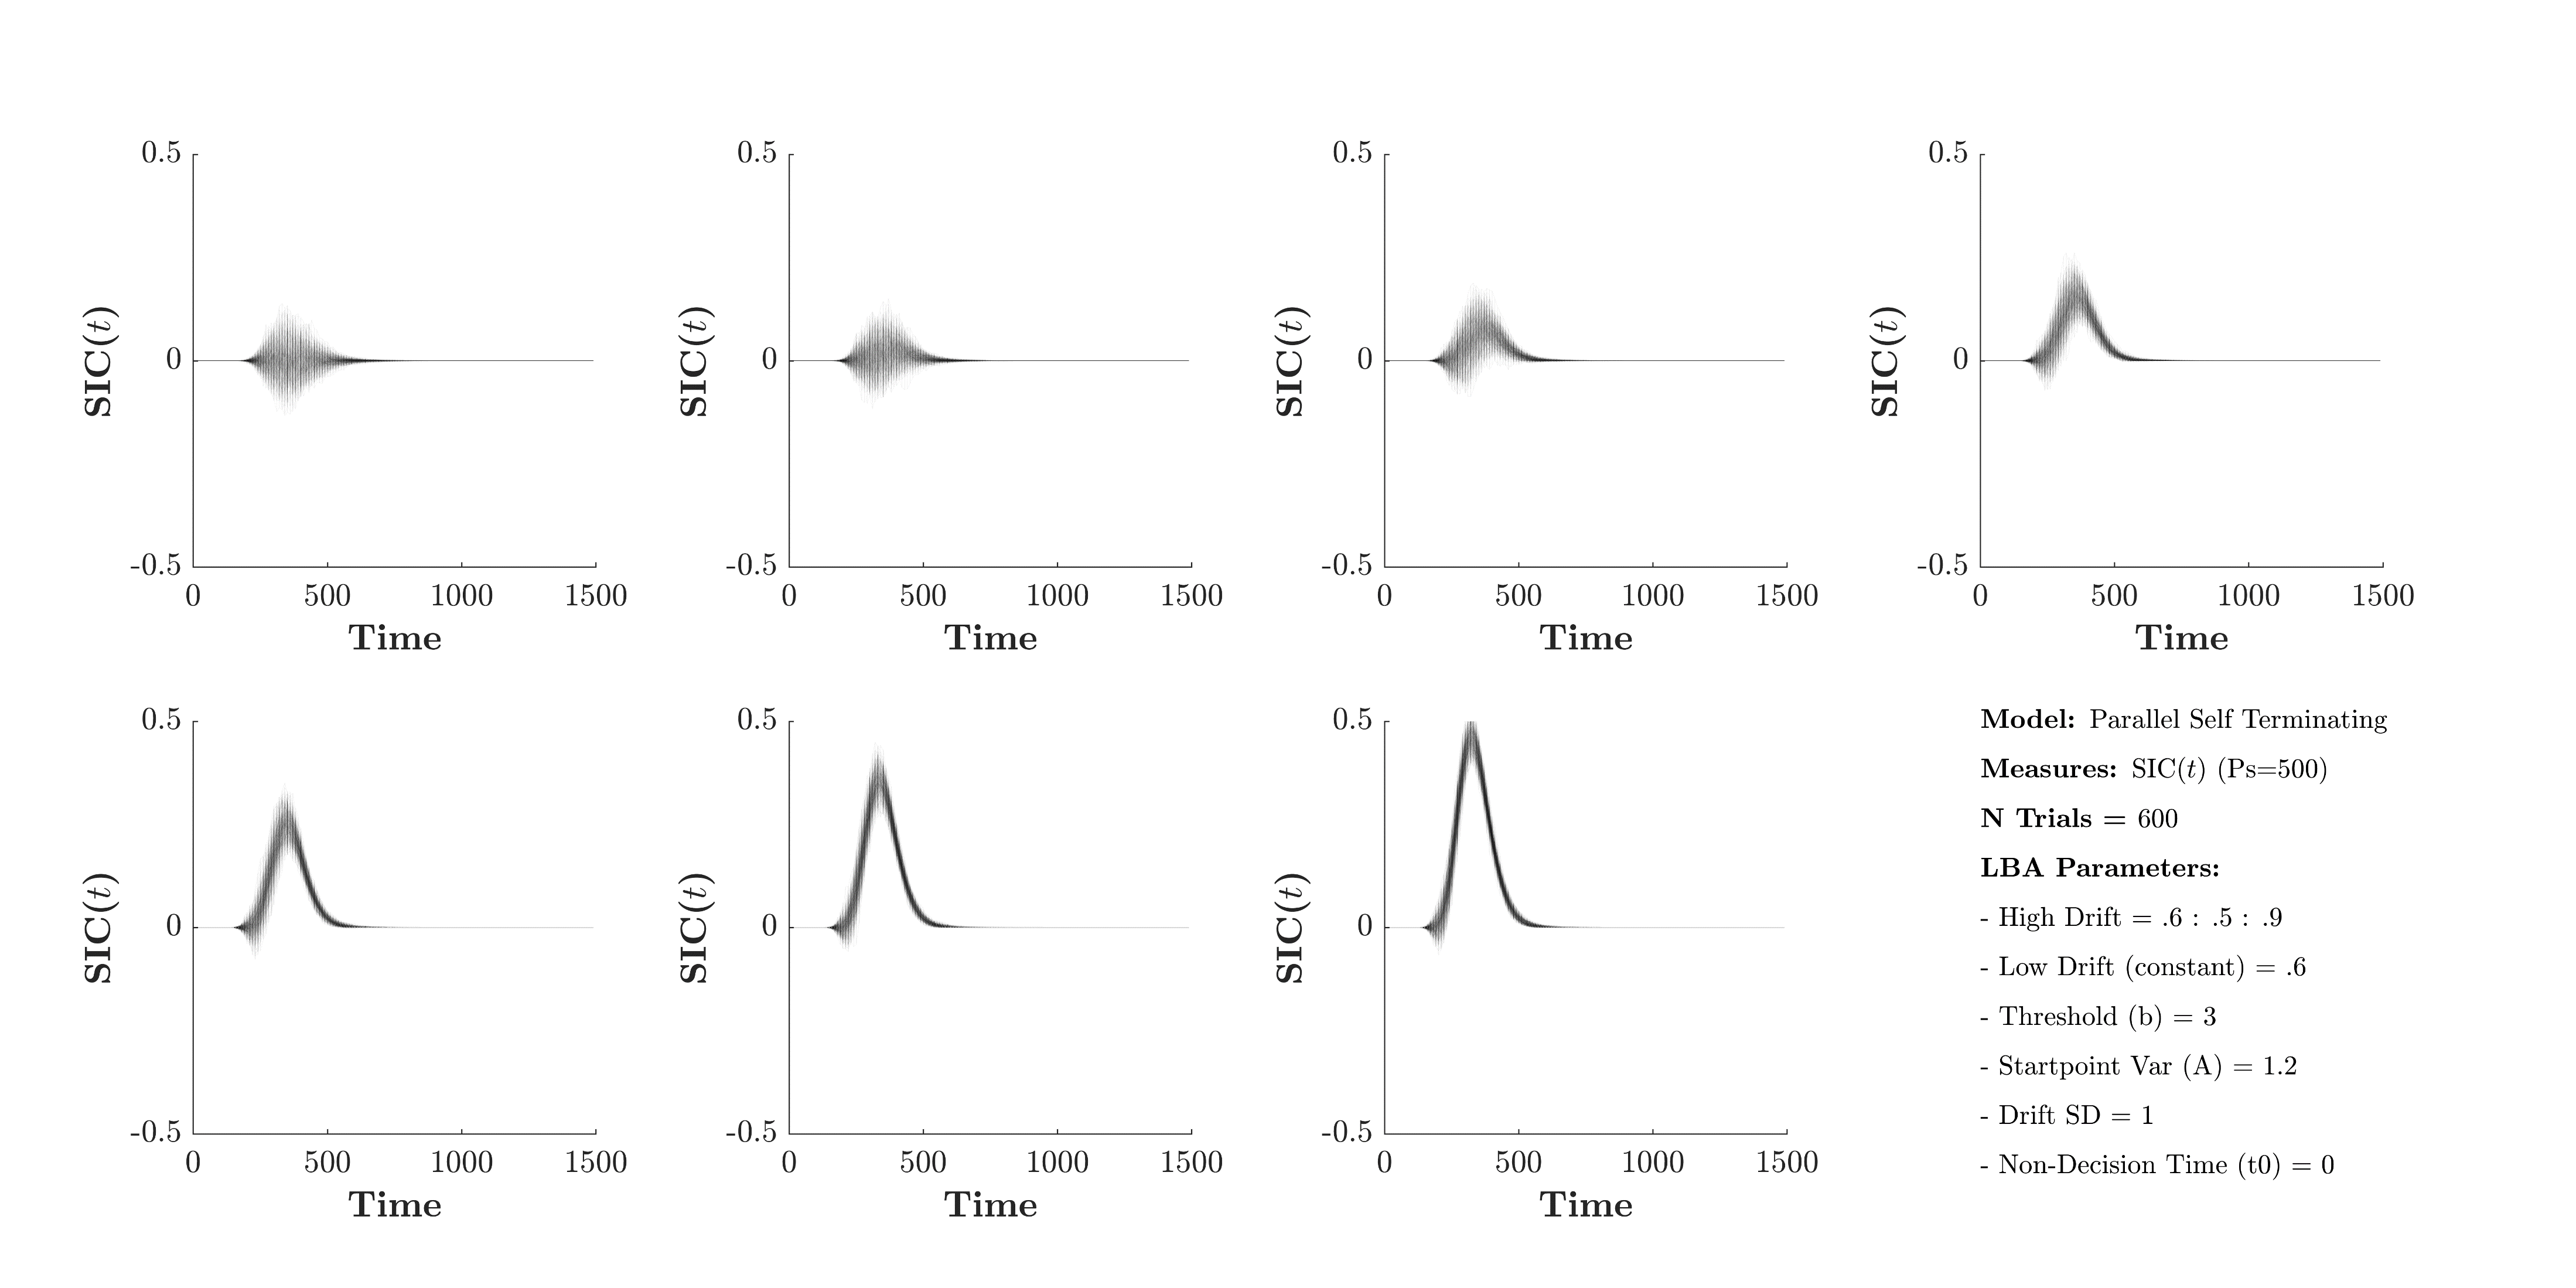 0.5
0
-0.5
SIC(t)
0 500 1000 1500
Time
0.5
0
-0.5
SIC(t)
0 500 1000 1500
Time
0.5
0
-0.5
SIC(t)
0 500 1000 1500
Time
0.5
0
-0.5
SIC(t)
0 500 1000 1500
Time
0.5
0
-0.5
SIC(t)
0 500 1000 1500
Time
0.5
0
-0.5
SIC(t)
0 500 1000 1500
Time
0.5
0
-0.5
SIC(t)
0 500 1000 1500
Time
Model: Parallel Self Terminating
Measures: SIC(t) (Ps=500)
N Trials = 600
LBA Parameters:
- High Drift = .6 : .5 : .9
- Low Drift (constant) = .6
- Threshold (b) = 3
- Startpoint Var (A) = 1.2
- Drift SD = 1
- Non-Decision Time (t0) = 0